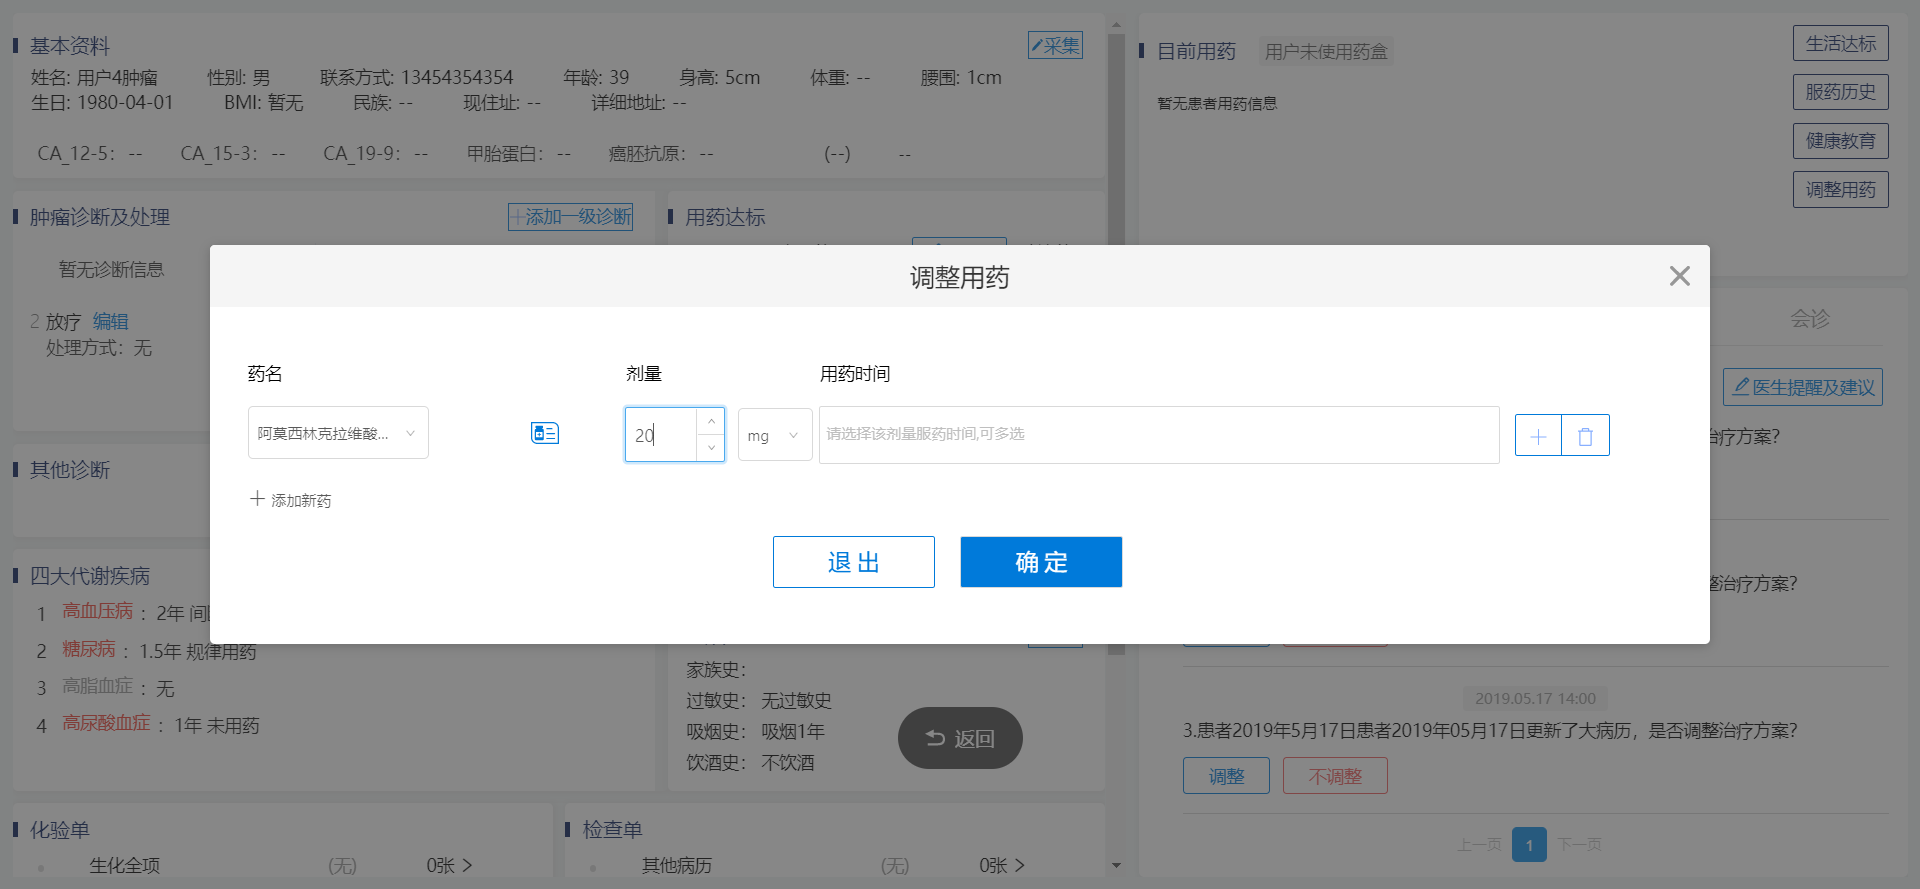 基本资料
采集
姓名: 用户4肿瘤 性别: 男 联系方式: 13454354354 年龄: 39 身高: 5cm 体重: -- 腰围: 1cm
生日: 1980-04-01 BMI: 暂无 民族: -- 现住址: -- 详细地址: --
CA_12-5: -- CA_15-3: -- CA_19-9: -- 甲胎蛋白: -- 癌胚抗原: -- (--) --
目前用药 用户未使用药盒
暂无患者用药信息
生活达标
服药历史
健康教育
调整用药
肿瘤诊断及处理
+添加一级诊断
暂无诊断信息
2 放疗 编辑
处理方式: 无
用药达标
调整用药
药名 剂量 用药时间
阿莫西林克拉维酸... 20 mg 请选择该剂量服药时间,可多选
+ 添加新药
退出 确定
会诊
医生提醒及建议
治疗方案?
整治疗方案?
其他诊断
四大代谢疾病
1 高血压病 : 2年
2 糖尿病 : 1.5年 规律用药
3 高脂血症 : 无
4 高尿酸血症 : 1年 未用药
家族史:
过敏史: 无过敏史
吸烟史: 吸烟1年
饮酒史: 不饮酒
返回
2019.05.17 14:00
3.患者2019年5月17日患者2019年05月17日更新了大病历，是否调整治疗方案?
调整 不调整
上一页 1 下一页
化验单
生化全项 (无) 0张 >
检查单
其他病历 (无) 0张 >